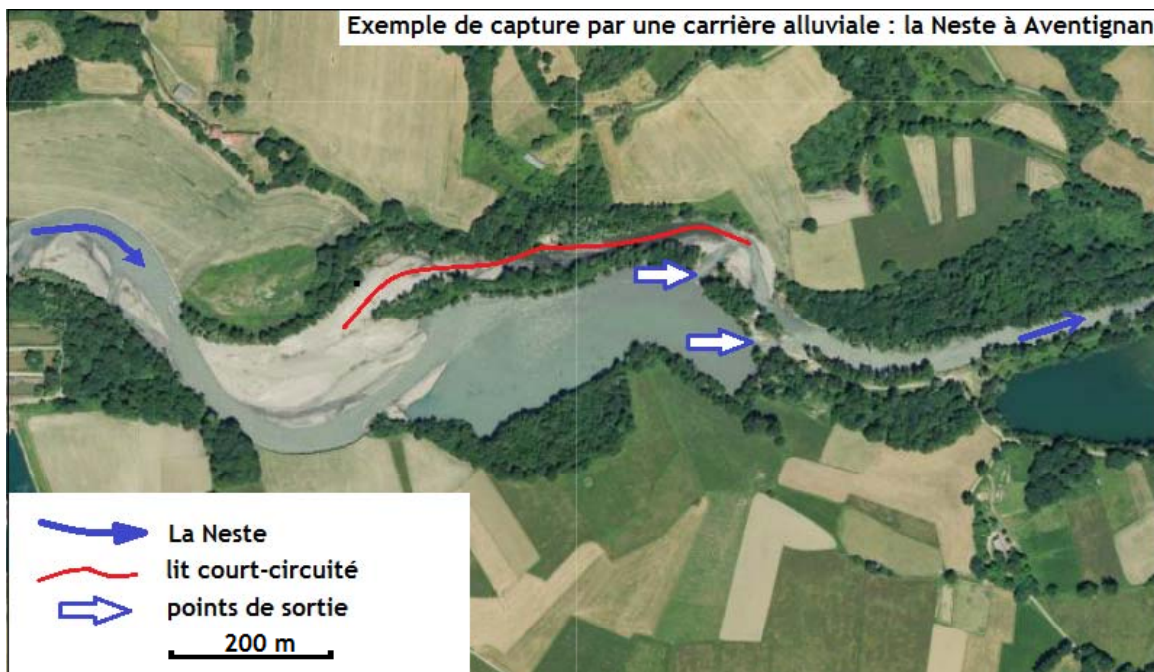 Exemple de capture par une carrière alluviale : la Neste à Aventignan
La Neste
lit court-circuité
points de sortie
200 m